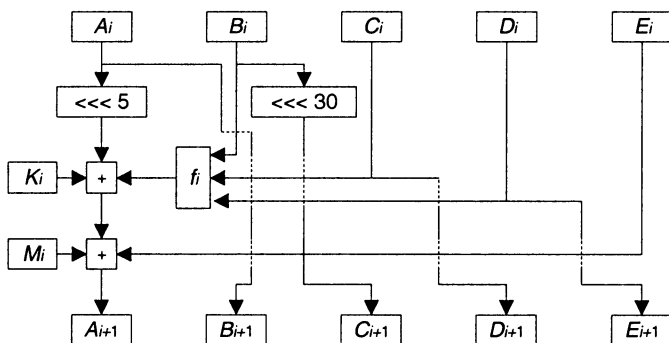 Ai Bi Ci Di Ei
<<< 5 <<< 30
Ki + fi
Mi +
Ai+1 Bi+1 Ci+1 Di+1 Ei+1